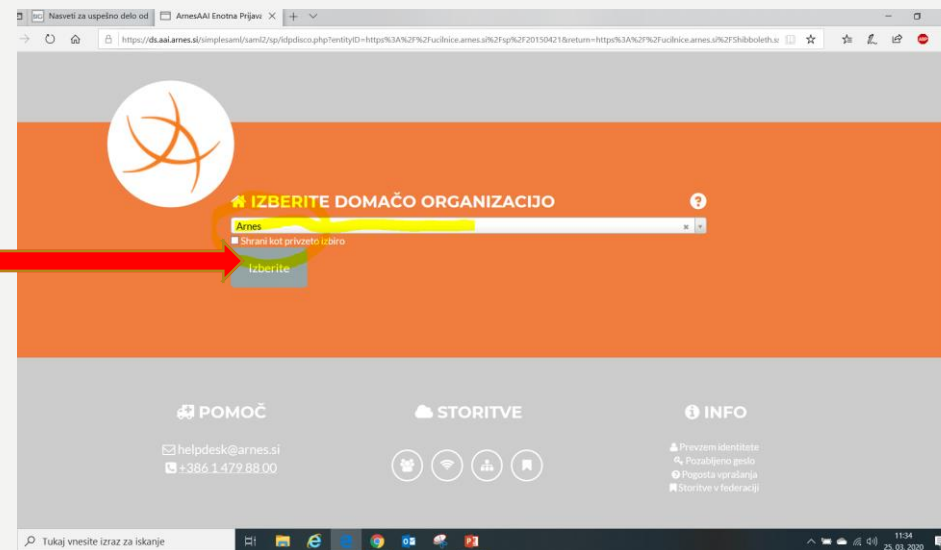 Nasveti za uspešno delo od
ArnesAAI Enotna Prijava
https://ds.aai.arnes.si/simplesaml/saml2/sp/idpdisco.php?entityID=https%3A%2F%2Fucilnice.arnes.si%2Fsp%2F20150421&return=https%3A%2F%2Fucilnice.arnes.si%2FShibboleth.s
ABP
IZBERITE DOMAČO ORGANIZACIJO
Arnes
Shrani kot privzeto izbiro
Izberite
POMOČ
helpdesk@arnes.si
+386 1 479 88 00
STORITVE
INFO
Prevzem identitete
Pozabljeno geslo
Pogosta vprašanja
Storitve v federaciji
Tukaj vnesite izraz za iskanje
11:34
25. 03. 2020